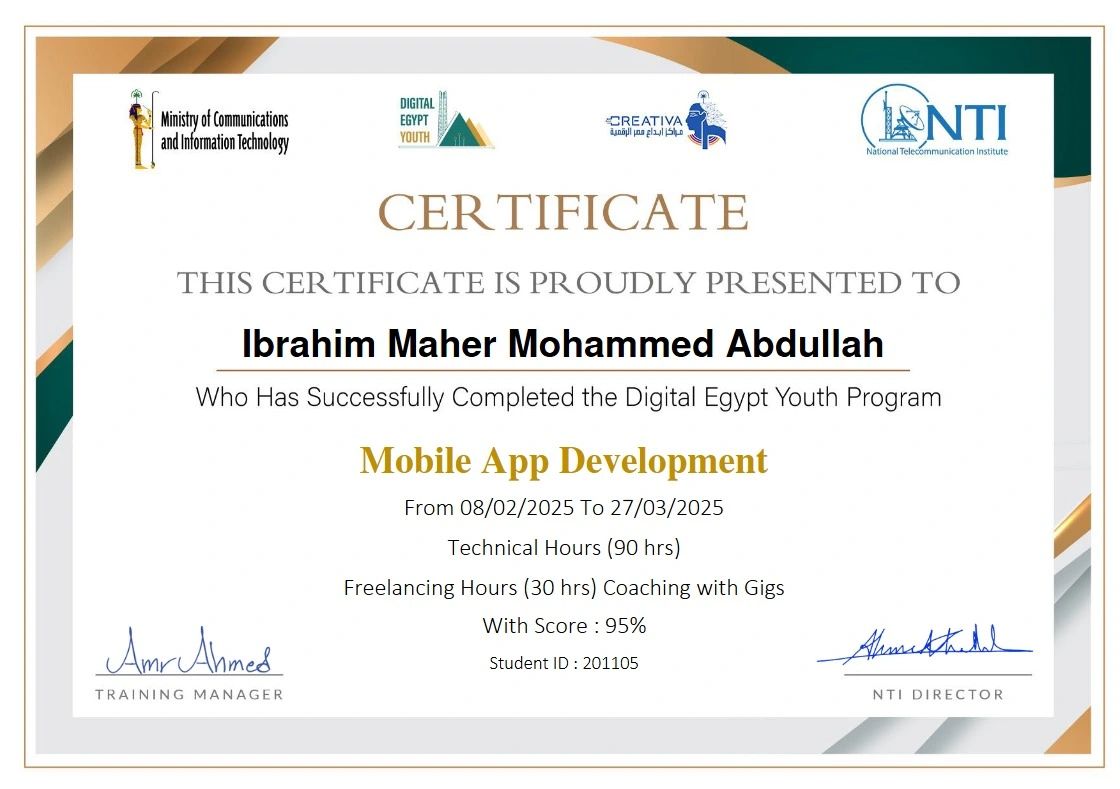 Ministry of Communications
and Information Technology
DIGITAL
EGYPT
YOUTH
CREATIVA
مراكز إبداع مصر الرقمية
NTI
National Telecommunication Institute
CERTIFICATE
THIS CERTIFICATE IS PROUDLY PRESENTED TO
Ibrahim Maher Mohammed Abdullah
Who Has Successfully Completed the Digital Egypt Youth Program
Mobile App Development
From 08/02/2025 To 27/03/2025
Technical Hours (90 hrs)
Freelancing Hours (30 hrs) Coaching with Gigs
With Score : 95%
Student ID : 201105
Amr Ahmed
TRAINING MANAGER
NTI DIRECTOR